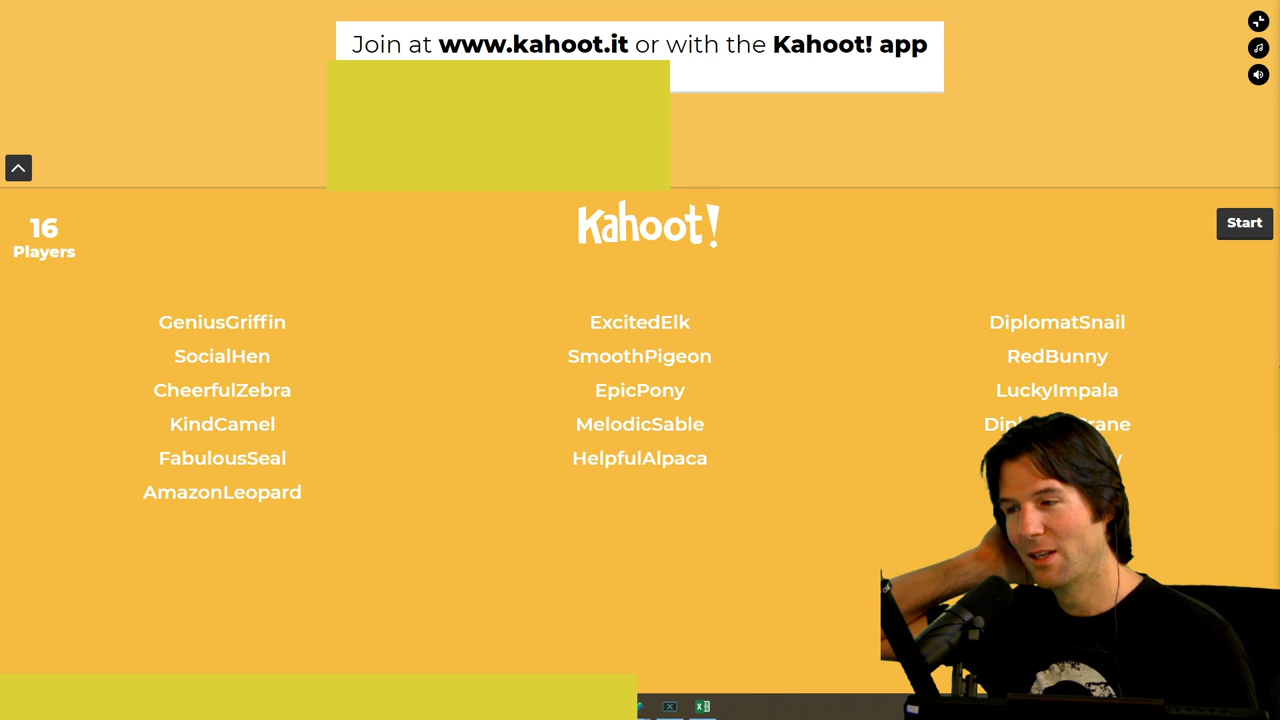 Join at www.kahoot.it or with the Kahoot! app
16
Players
Kahoot!
Start
GeniusGriffin
ExcitedElk
DiplomatSnail
SocialHen
SmoothPigeon
RedBunny
CheerfulZebra
EpicPony
LuckyImpala
KindCamel
MelodicSable
FabulousSeal
HelpfulAlpaca
AmazonLeopard